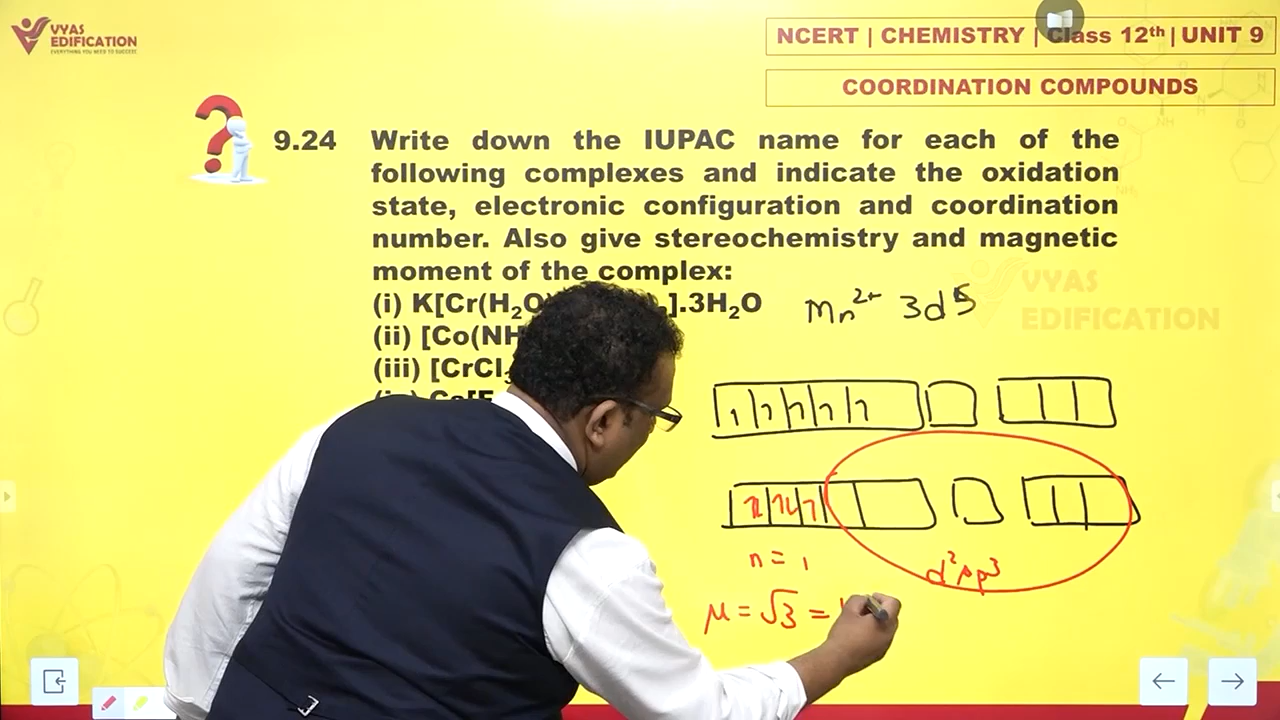 VYAS
EDIFICATION
EVERYTHING YOU NEED TO SUCCESS
NCERT | CHEMISTRY | Class 12th | UNIT 9
COORDINATION COMPOUNDS
9.24 Write down the IUPAC name for each of the
following complexes and indicate the oxidation
state, electronic configuration and coordination
number. Also give stereochemistry and magnetic
moment of the complex:
(i) K[Cr(H₂O) ].3H₂O
(ii) [Co(NH
(iii) [CrCl
VYAS
EDIFICATION
Mn²⁺ 3d⁵
n = 1
d²sp³
μ = √3 =